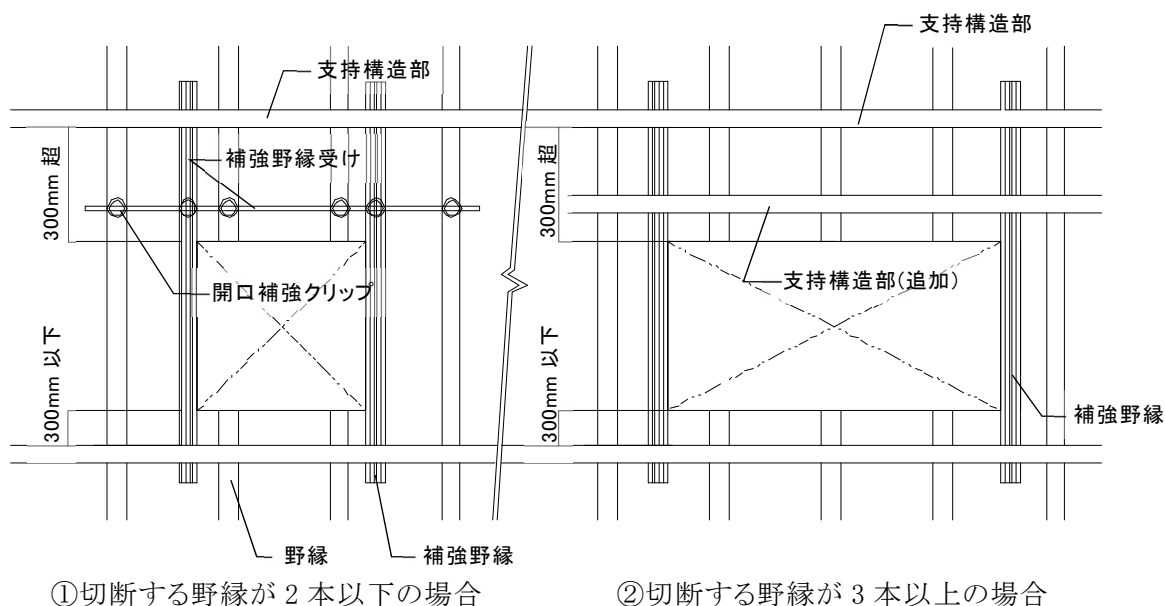 支持構造部
支持構造部
300mm 超
補強野縁受け
300mm 超
開口補強クリップ
支持構造部(追加)
300mm 以下
300mm 以下
補強野縁
野縁
補強野縁
①切断する野縁が 2 本以下の場合
②切断する野縁が 3 本以上の場合